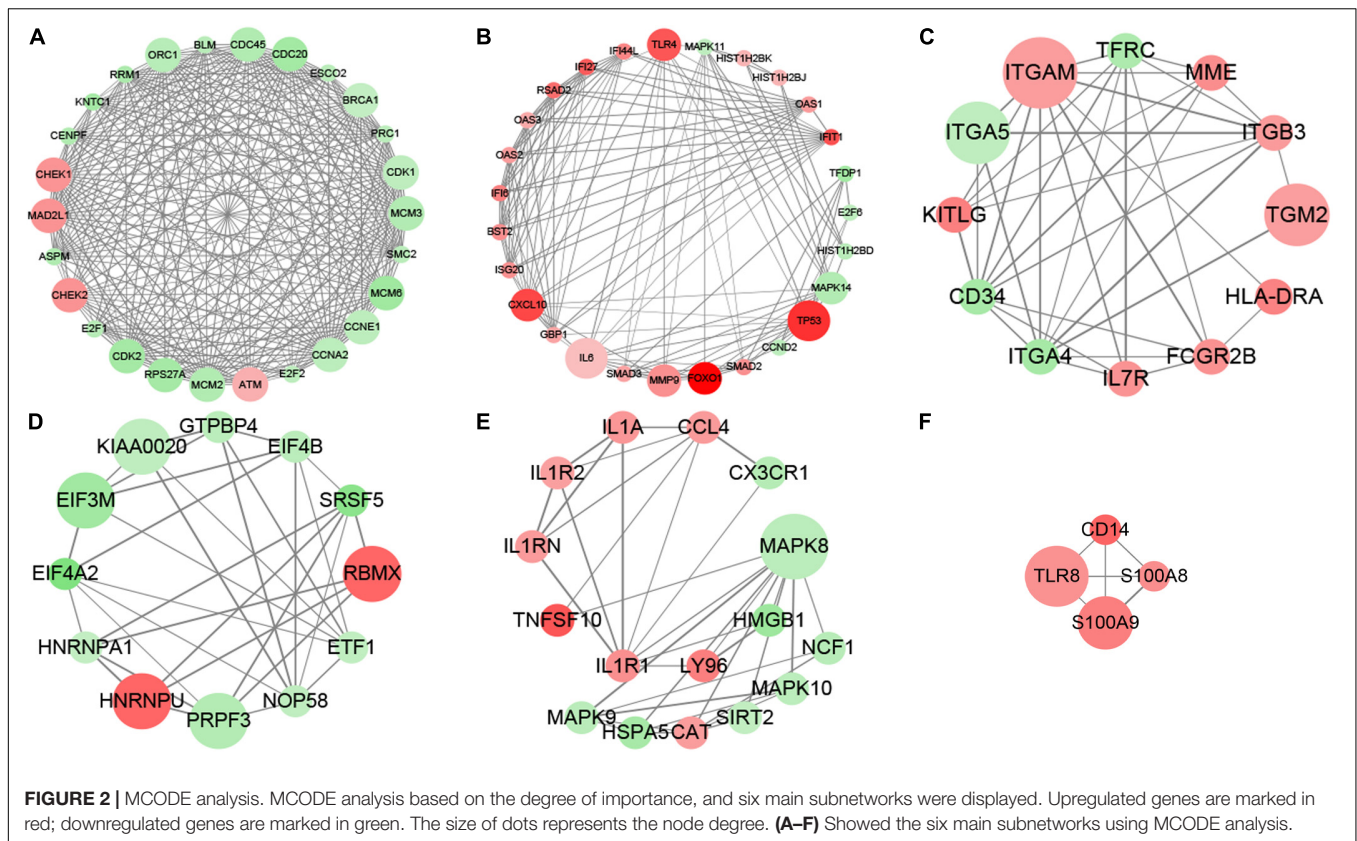 A
BLM
CDC45
CDC20
ESCO2
BRCA1
PRC1
CDK1
MCM3
SMC2
MCM6
CCNE1
CCNA2
E2F2
ATM
MCM2
RPS27A
CDK2
E2F1
CHEK2
ASPM
MAD2L1
CHEK1
CENPF
KNTC1
RRM1
ORC1
B
TLR4
MAPK11
HIST1H2BK
HIST1H2BJ
OAS1
IFIT1
TFDP1
E2F6
HIST1H2BD
MAPK14
TP53
CCND2
SMAD2
FOXO1
MMP9
SMAD3
IL6
GBP1
CXCL10
ISG20
BST2
IFI6
OAS2
OAS3
RSAD2
IFI27
IFI44L
C
TFRC
MME
ITGB3
TGM2
HLA-DRA
FCGR2B
IL7R
ITGA4
CD34
KITLG
ITGA5
ITGAM
D
GTPBP4
EIF4B
SRSF5
RBMX
ETF1
NOP58
PRPF3
HNRNPU
HNRNPA1
EIF4A2
EIF3M
KIAA0020
E
IL1A
CCL4
CX3CR1
MAPK8
HMGB1
NCF1
MAPK10
SIRT2
CAT
HSPA5
MAPK9
LY96
IL1R1
TNFSF10
IL1RN
IL1R2
F
CD14
TLR8
S100A8
S100A9
FIGURE 2 | MCODE analysis. MCODE analysis based on the degree of importance, and six main subnetworks were displayed. Upregulated genes are marked in
red; downregulated genes are marked in green. The size of dots represents the node degree. (A–F) Showed the six main subnetworks using MCODE analysis.